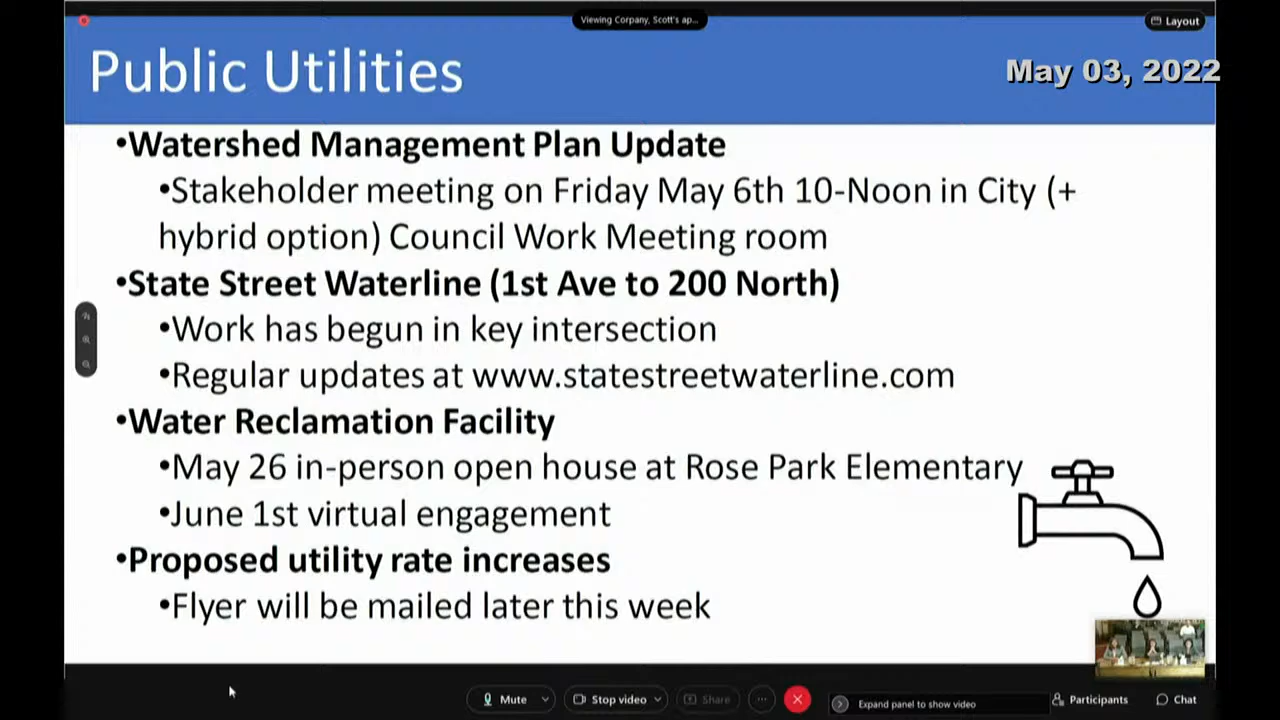 Viewing Corpany, Scott's ap...
Layout
Public Utilities
May 03, 2022
•Watershed Management Plan Update
•Stakeholder meeting on Friday May 6th 10-Noon in City (+
hybrid option) Council Work Meeting room
•State Street Waterline (1st Ave to 200 North)
•Work has begun in key intersection
•Regular updates at www.statestreetwaterline.com
•Water Reclamation Facility
•May 26 in-person open house at Rose Park Elementary
•June 1st virtual engagement
•Proposed utility rate increases
•Flyer will be mailed later this week
Mute
Stop video
Share
Expand panel to show video
Participants
Chat